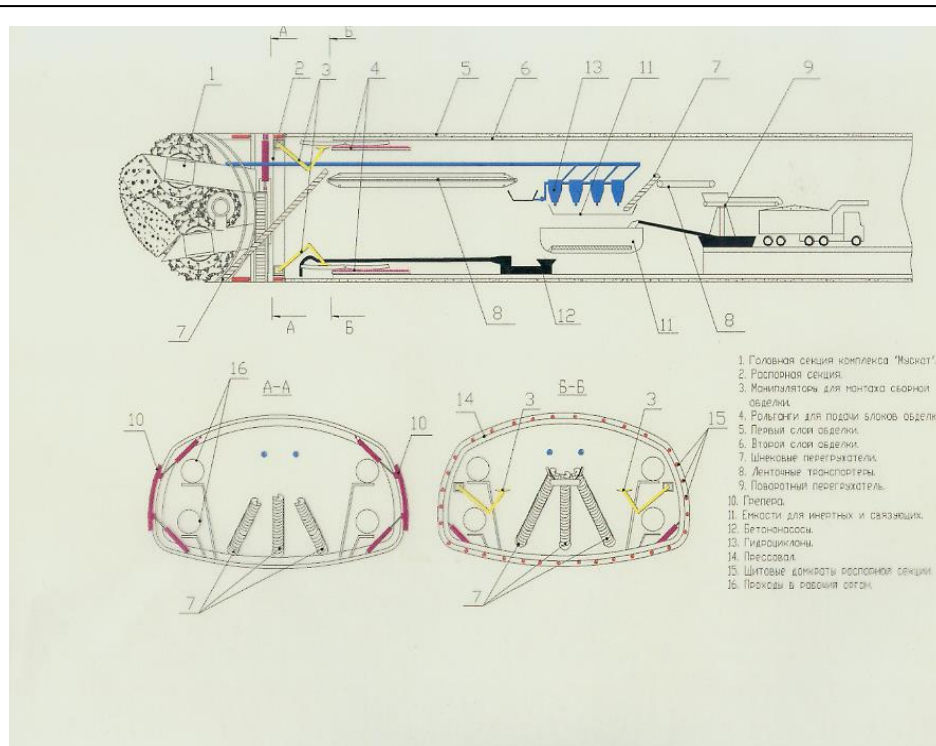 А Б
1 2 3 4 5 6 13 11 7 9
А Б
7 8 12 11 8
16
А-А
10 10
7
Б-Б
14 3 3 15
7
1. Головная секция комплекса "Мускат".
2. Распорная секция.
3. Манипуляторы для монтажа сборной
обделки.
4. Рольганги для подачи блоков обделк
5. Первый слой обделки.
6. Второй слой обделки.
7. Шнековые перегружатели.
8. Ленточные транспортеры.
9. Поворотный перегружатель.
10. Грепера.
11. Емкости для инертных и связующих.
12. Бетононасосы.
13. Гидроциклоны.
14. Прессовал.
15. Щитовые домкраты распорной секции.
16. Проходы в рабочий орган.